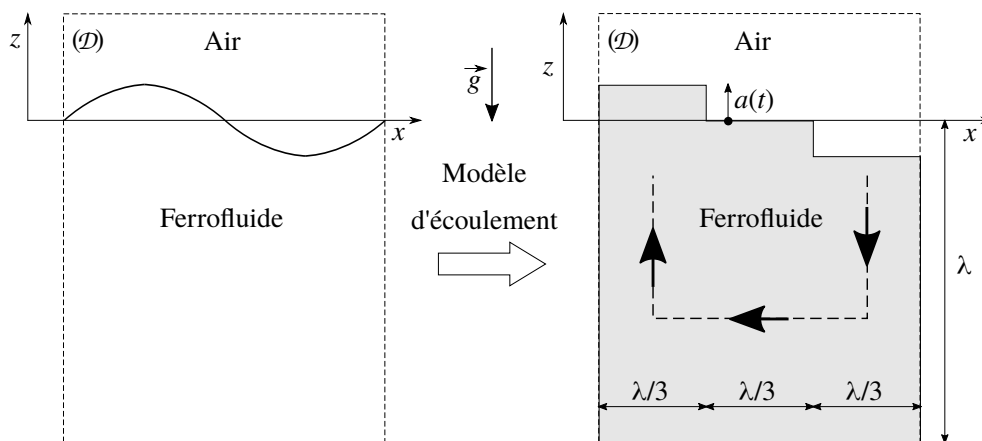 z
(𝒟)
Air
x
Ferrofluide
g
Modèle
d'écoulement
z
(𝒟)
Air
a(t)
x
Ferrofluide
λ
λ/3
λ/3
λ/3